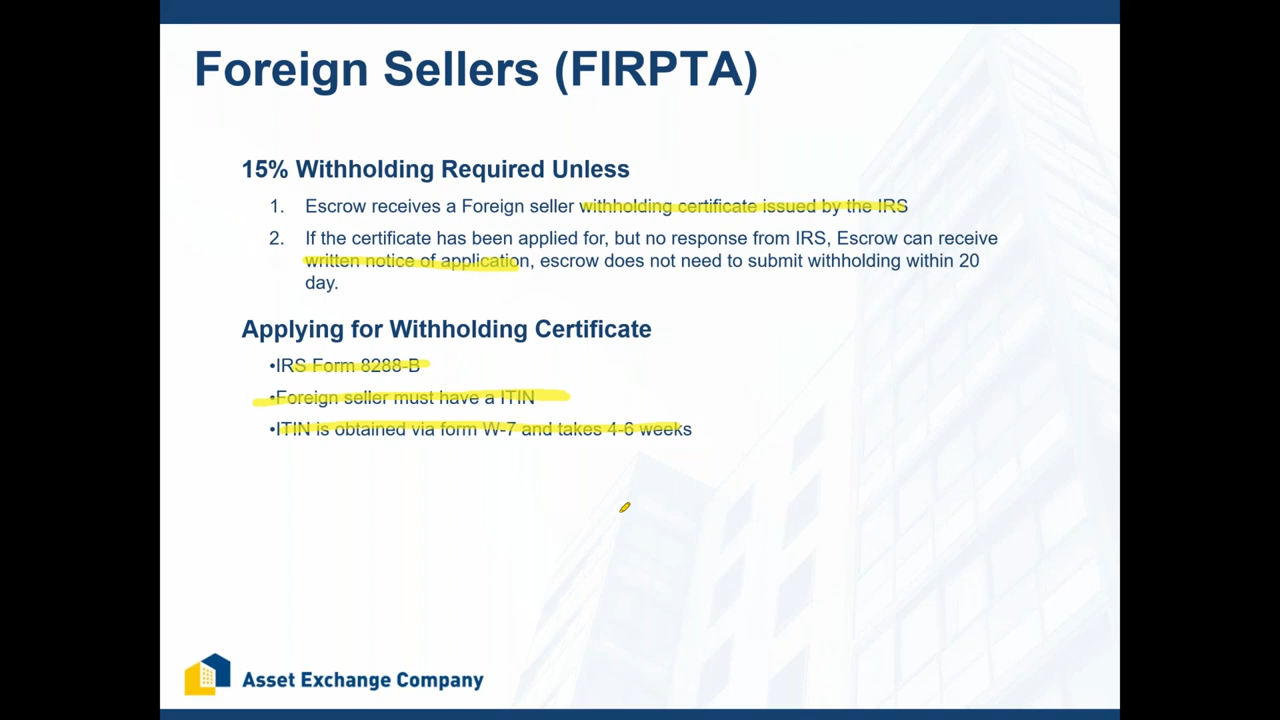 Foreign Sellers (FIRPTA)
15% Withholding Required Unless
1. Escrow receives a Foreign seller withholding certificate issued by the IRS
2. If the certificate has been applied for, but no response from IRS, Escrow can receive
written notice of application, escrow does not need to submit withholding within 20
day.
Applying for Withholding Certificate
•IRS Form 8288-B
•Foreign seller must have a ITIN
•ITIN is obtained via form W-7 and takes 4-6 weeks
Asset Exchange Company